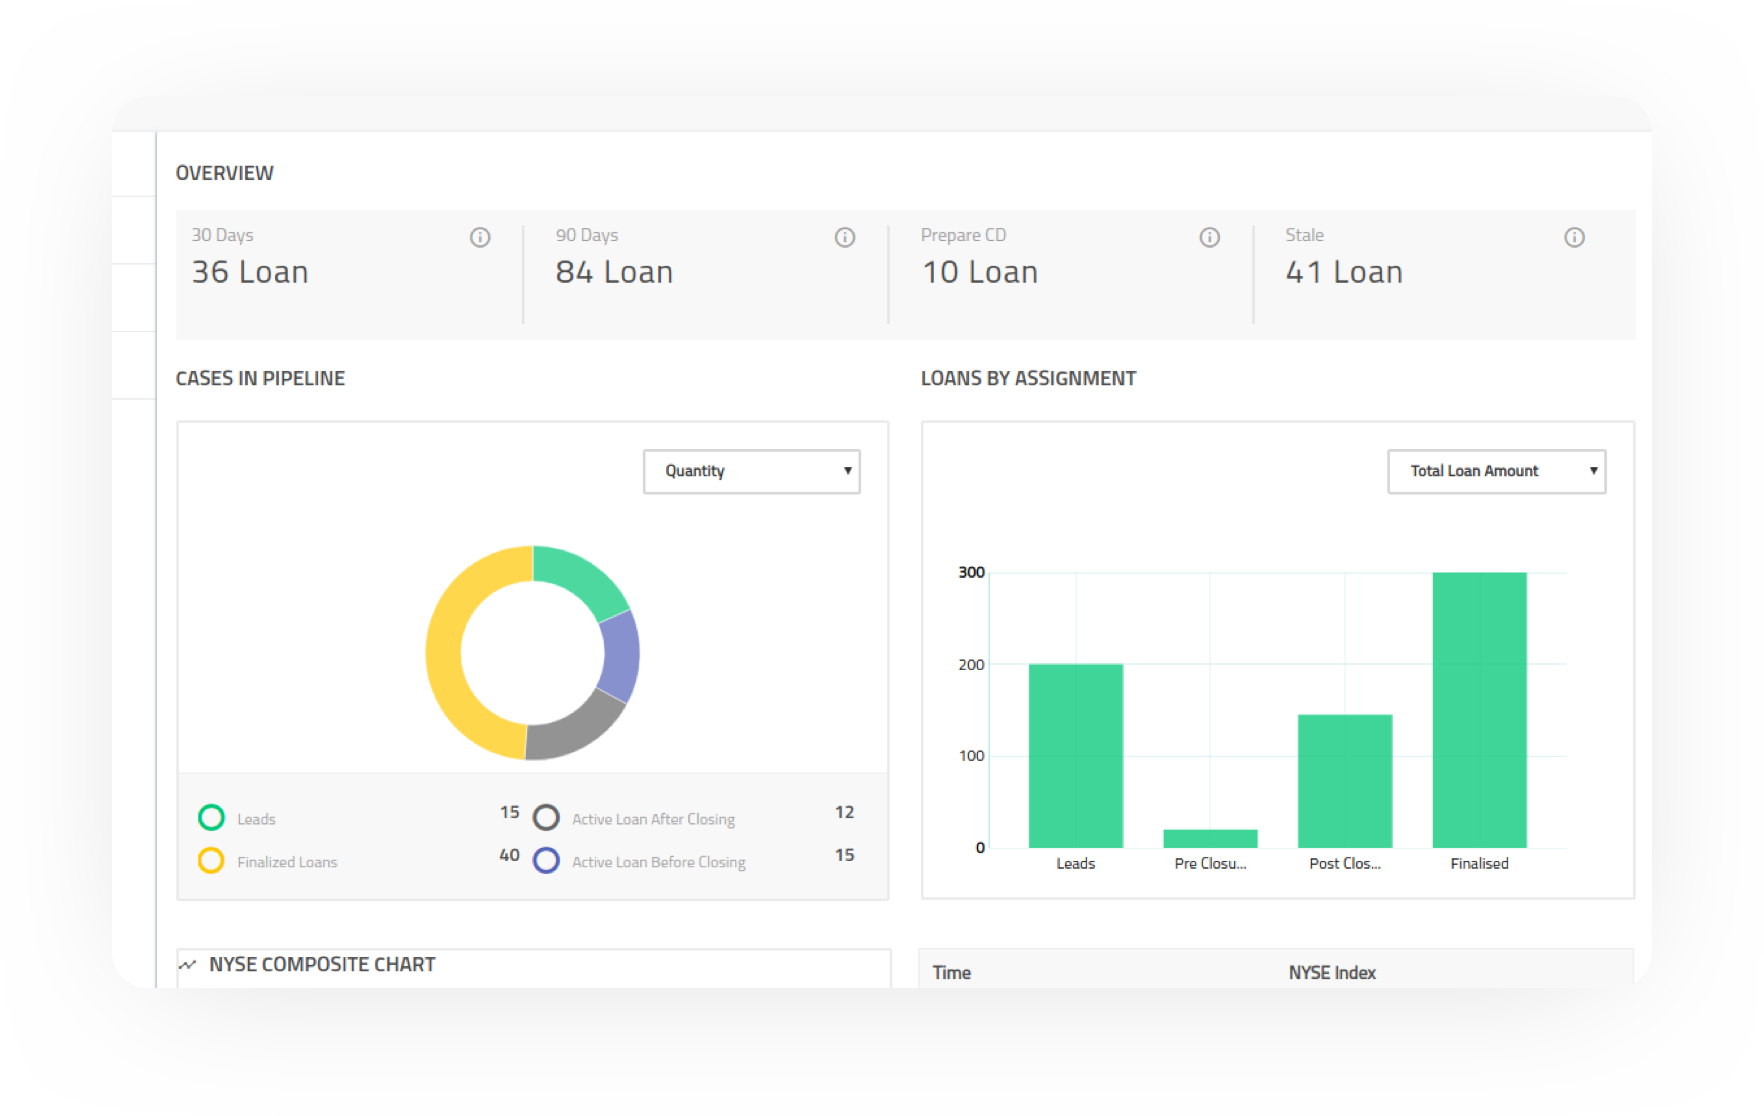 OVERVIEW
30 Days
36 Loan
90 Days
84 Loan
Prepare CD
10 Loan
Stale
41 Loan
CASES IN PIPELINE
Quantity
Leads 15
Active Loan After Closing 12
Finalized Loans 40
Active Loan Before Closing 15
LOANS BY ASSIGNMENT
Total Loan Amount
300
200
100
0
Leads Pre Closu... Post Clos... Finalised
NYSE COMPOSITE CHART
Time NYSE Index